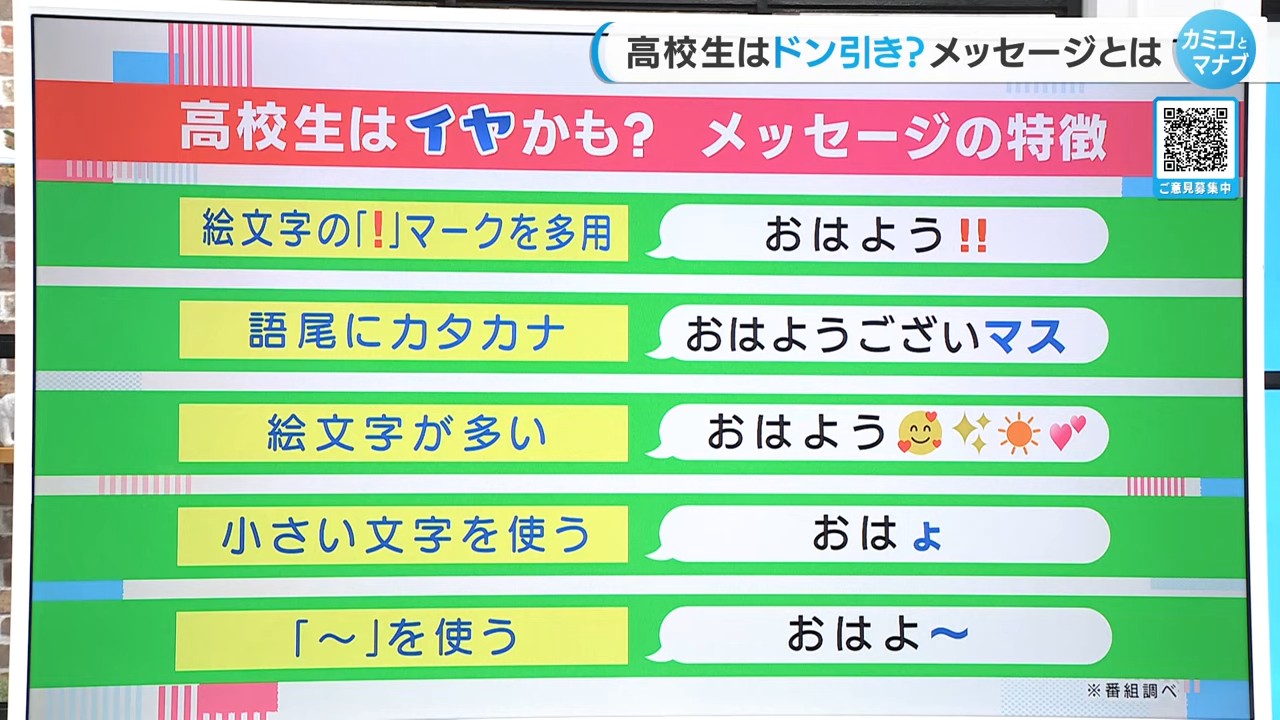 高校生はドン引き?メッセージとは
カミコと
マナブ
ご意見募集中
高校生はイヤかも? メッセージの特徴
絵文字の「❗」マークを多用
おはよう‼
語尾にカタカナ
おはようございマス
絵文字が多い
おはよう🥰✨☀💕
小さい文字を使う
おはょ
「~」を使う
おはよ~
※番組調べ